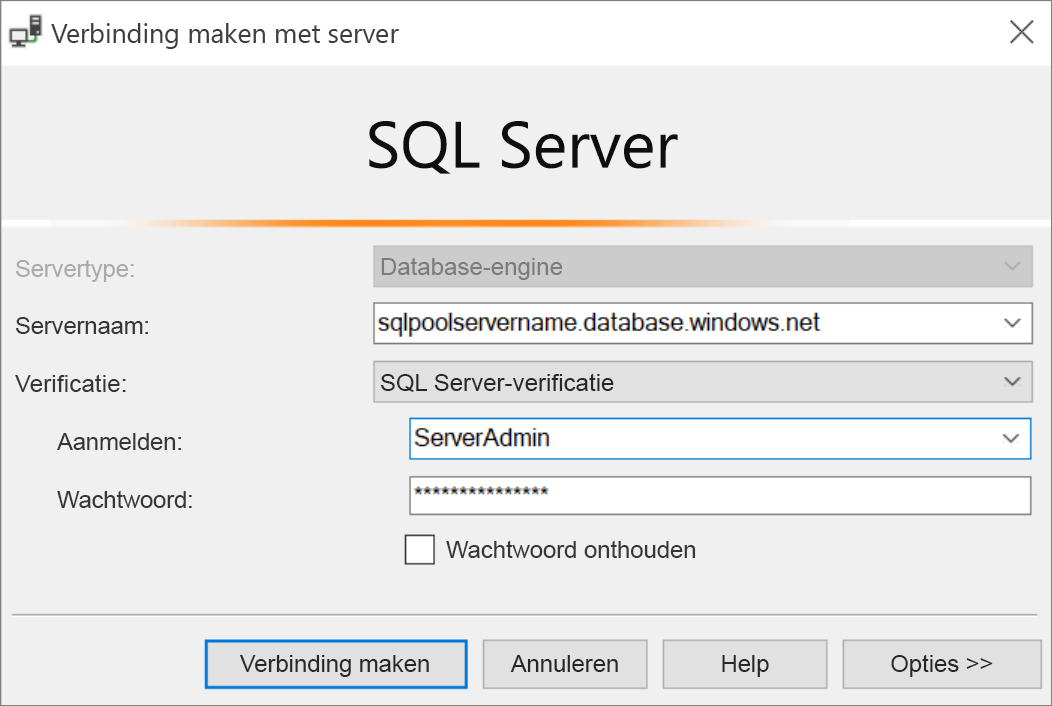 Verbinding maken met server
SQL Server
Servertype: Database-engine
Servernaam: sqlpoolservername.database.windows.net
Verificatie: SQL Server-verificatie
Aanmelden: ServerAdmin
Wachtwoord: ***************
Wachtwoord onthouden
Verbinding maken Annuleren Help Opties >>